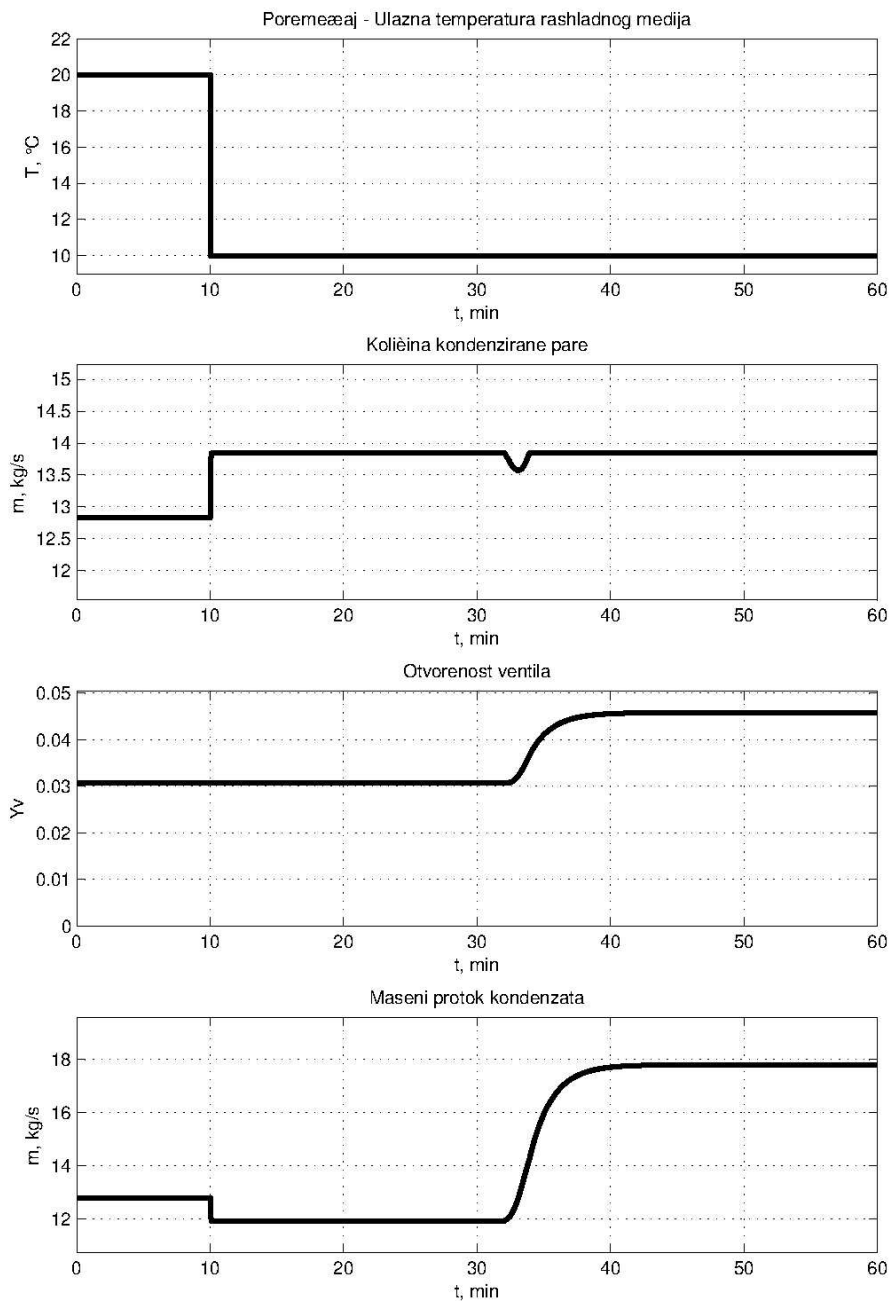 Poremeæaj - Ulazna temperatura rashladnog medija
22
20
18
16
14
12
10
T, °C
0 10 20 30 40 50 60
t, min
Kolièina kondenzirane pare
15
14.5
14
13.5
13
12.5
12
m, kg/s
0 10 20 30 40 50 60
t, min
Otvorenost ventila
0.05
0.04
0.03
0.02
0.01
0
Yv
0 10 20 30 40 50 60
t, min
Maseni protok kondenzata
18
16
14
12
m, kg/s
0 10 20 30 40 50 60
t, min